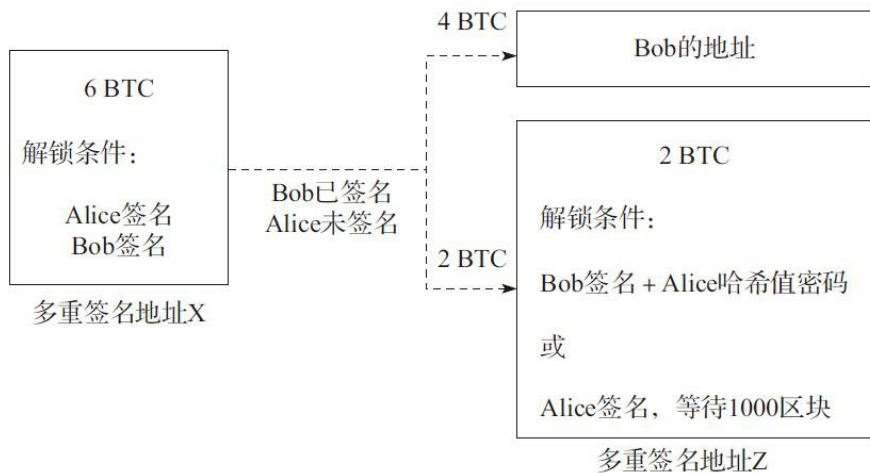 6 BTC
解锁条件：
Alice签名
Bob签名
多重签名地址X
Bob已签名
Alice未签名
4 BTC
Bob的地址
2 BTC
2 BTC
解锁条件：
Bob签名 + Alice哈希值密码
或
Alice签名，等待1000区块
多重签名地址Z